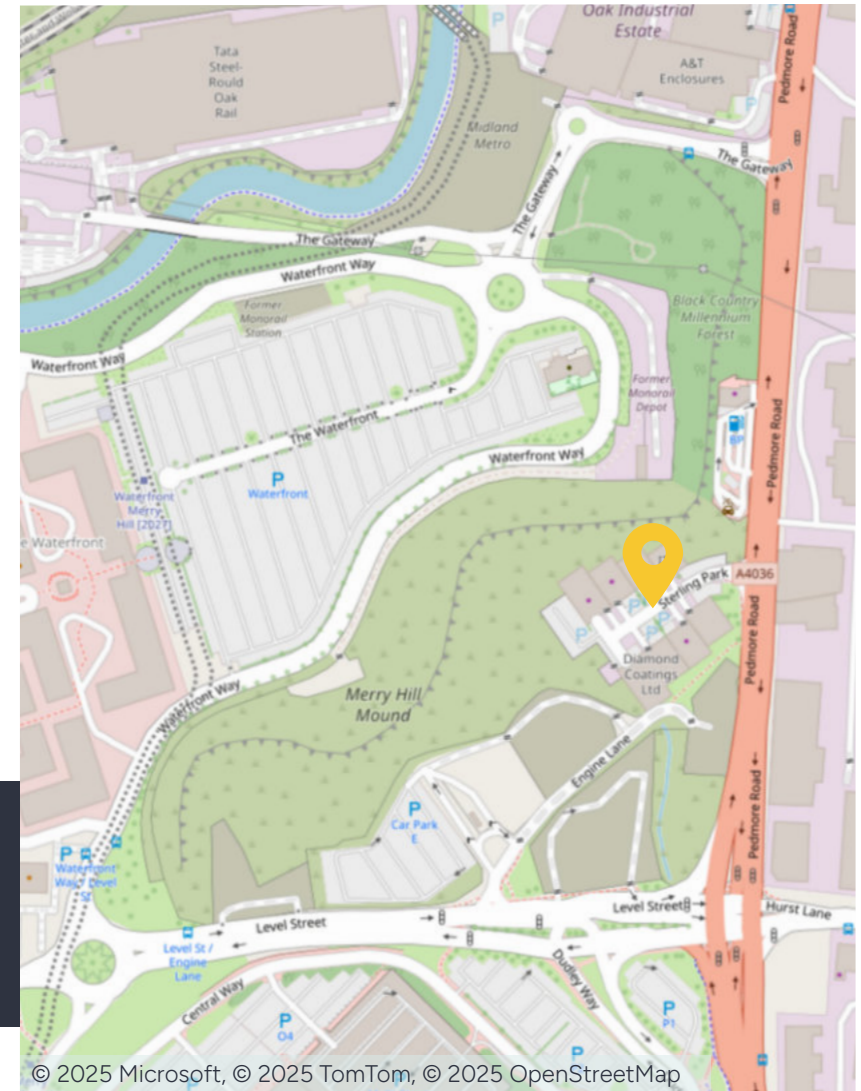 Oak Industrial
Estate
P
Tata
Steel-
Rould
Oak
Rail
A&T
Enclosures
Pedmore Road
P
Midland
Metro
The Gateway
The Gateway
The Gateway
Waterfront Way
Former
Monorail
Station
Black Country
Millennium
Forest
Waterfront Way
Former
Monorail
Depot
BP
The Waterfront
Waterfront Way
Pedmore Road
P
Waterfront
Waterfront
Merry
Hill [2027]
e Waterfront
A4036
Sterling Park
P
P
P
Pedmore Road
Diamond
Coatings
Ltd
Waterfront Way
Merry Hill
Mound
Engine Lane
P
Car Park
E
Pedmore Road
P
Waterfront
Way / Level
St
Level Street
Hurst Lane
Level Street
Level St /
Engine
Lane
Dudley Way
Central Way
P
O4
P
P1
P
© 2025 Microsoft, © 2025 TomTom, © 2025 OpenStreetMap